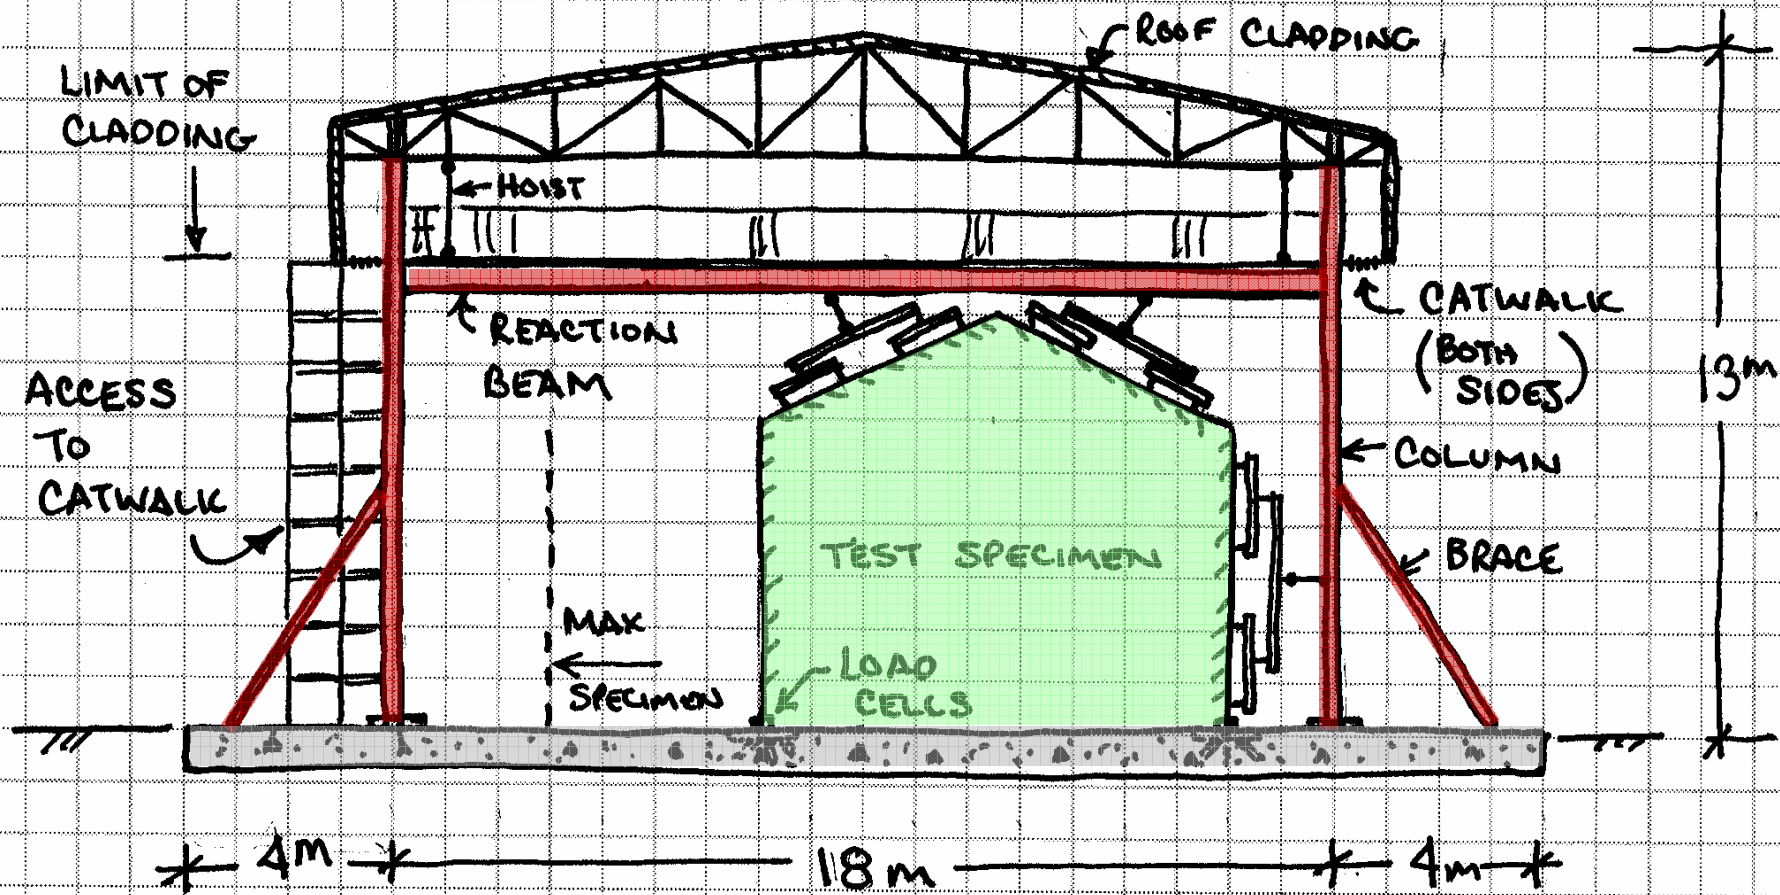 ROOF CLADDING
LIMIT OF
CLADDING
HOIST
REACTION
BEAM
CATWALK
(BOTH
SIDES)
13m
ACCESS
TO
CATWALK
COLUMN
BRACE
TEST SPECIMEN
MAX
SPECIMEN
LOAD
CELLS
4m
18m
4m